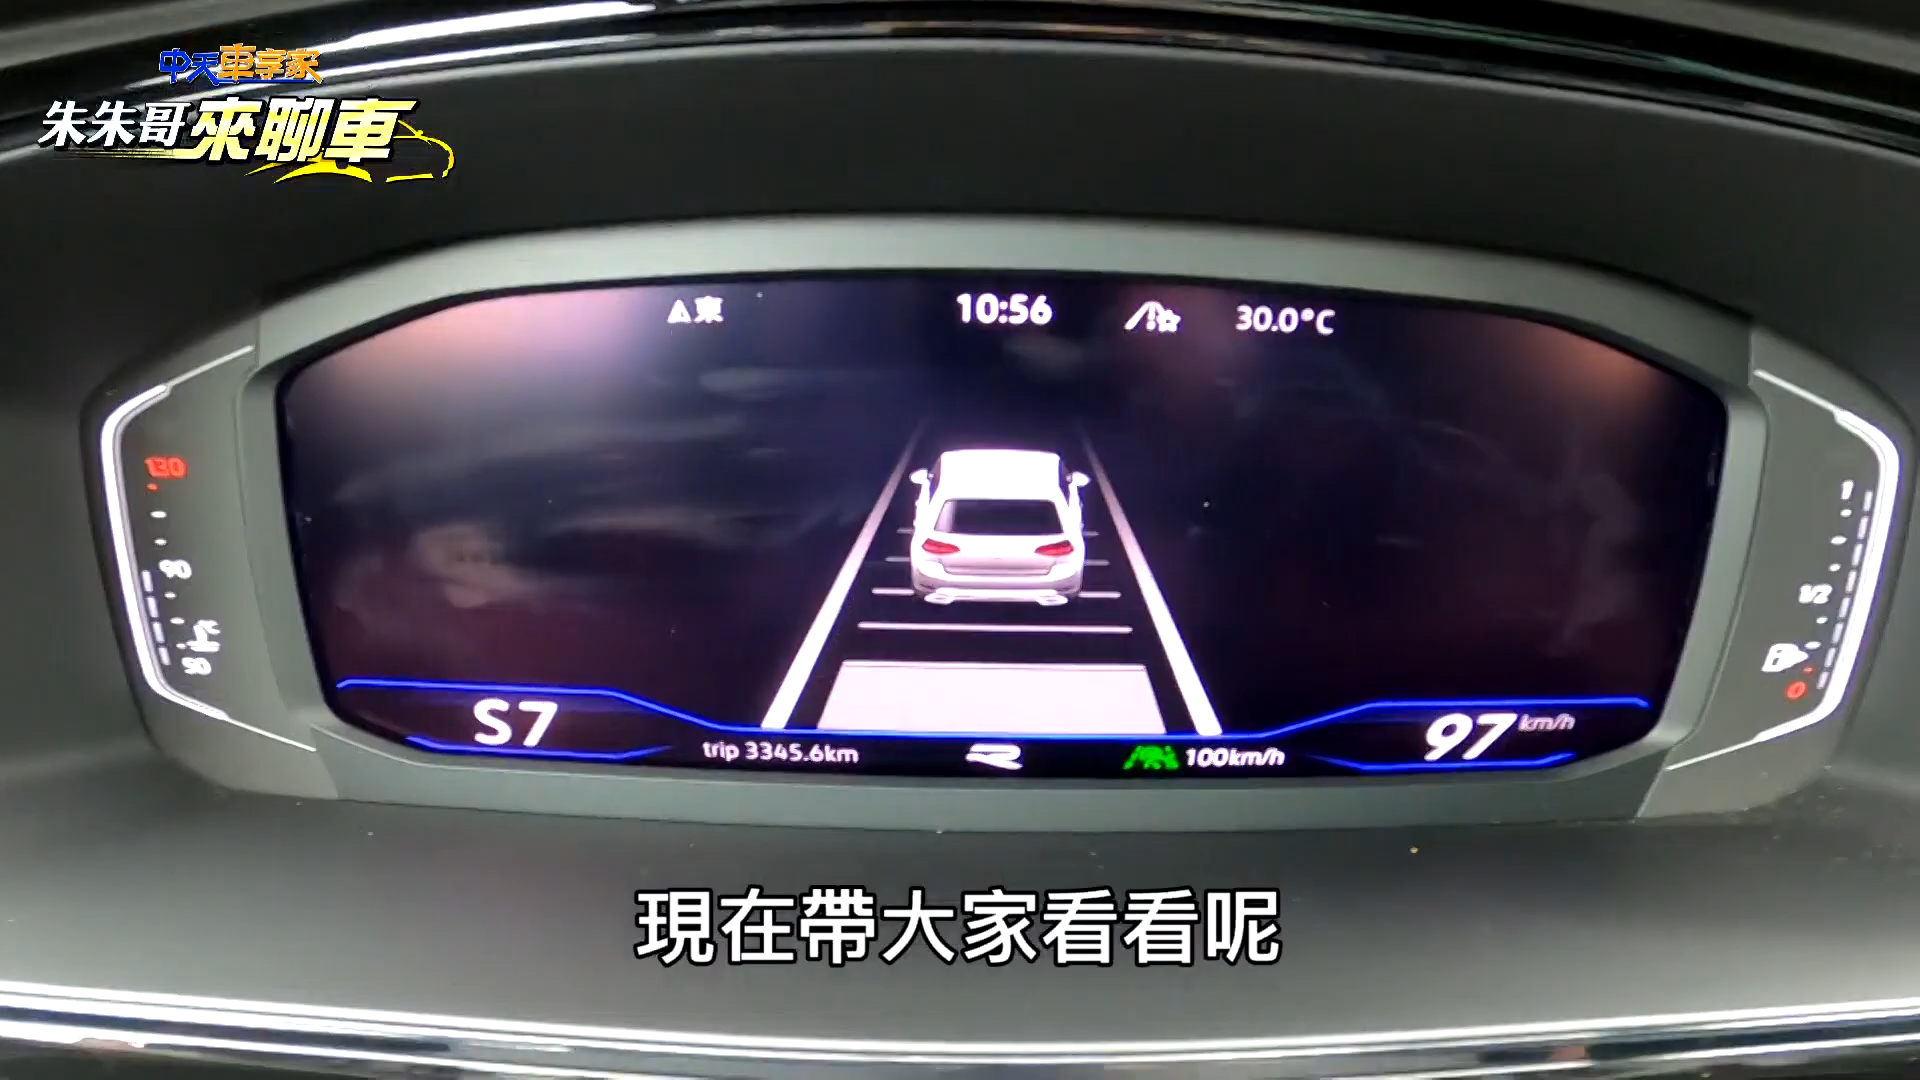 中天車享家
朱朱哥來聊車
東
10:56
30.0°C
130
90
50
1
1/2
0
S7
trip 3345.6km
R
100km/h
97 km/h
現在帶大家看看呢